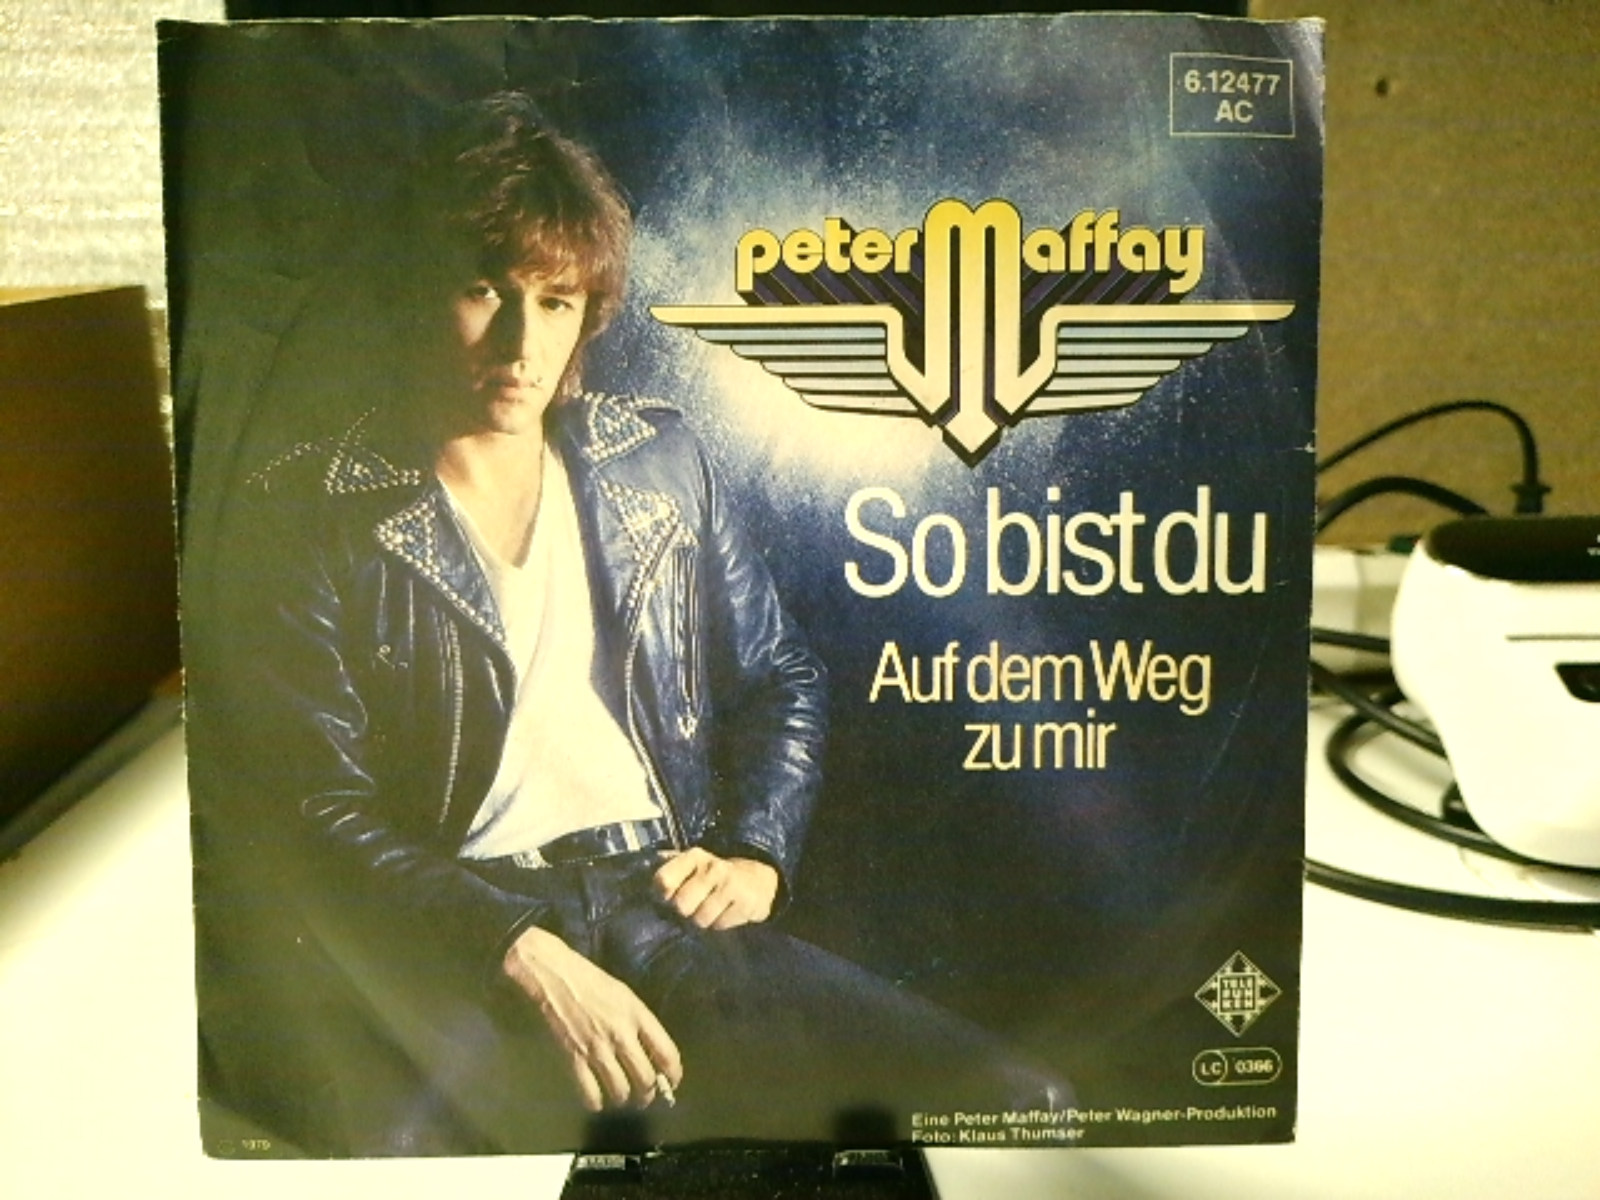 6.12477
AC
peter Maffay
So bist du
Auf dem Weg
zu mir
TELE
FUN
KEN
LC 0366
Eine Peter Maffay/Peter Wagner-Produktion
Foto: Klaus Thumser
1979